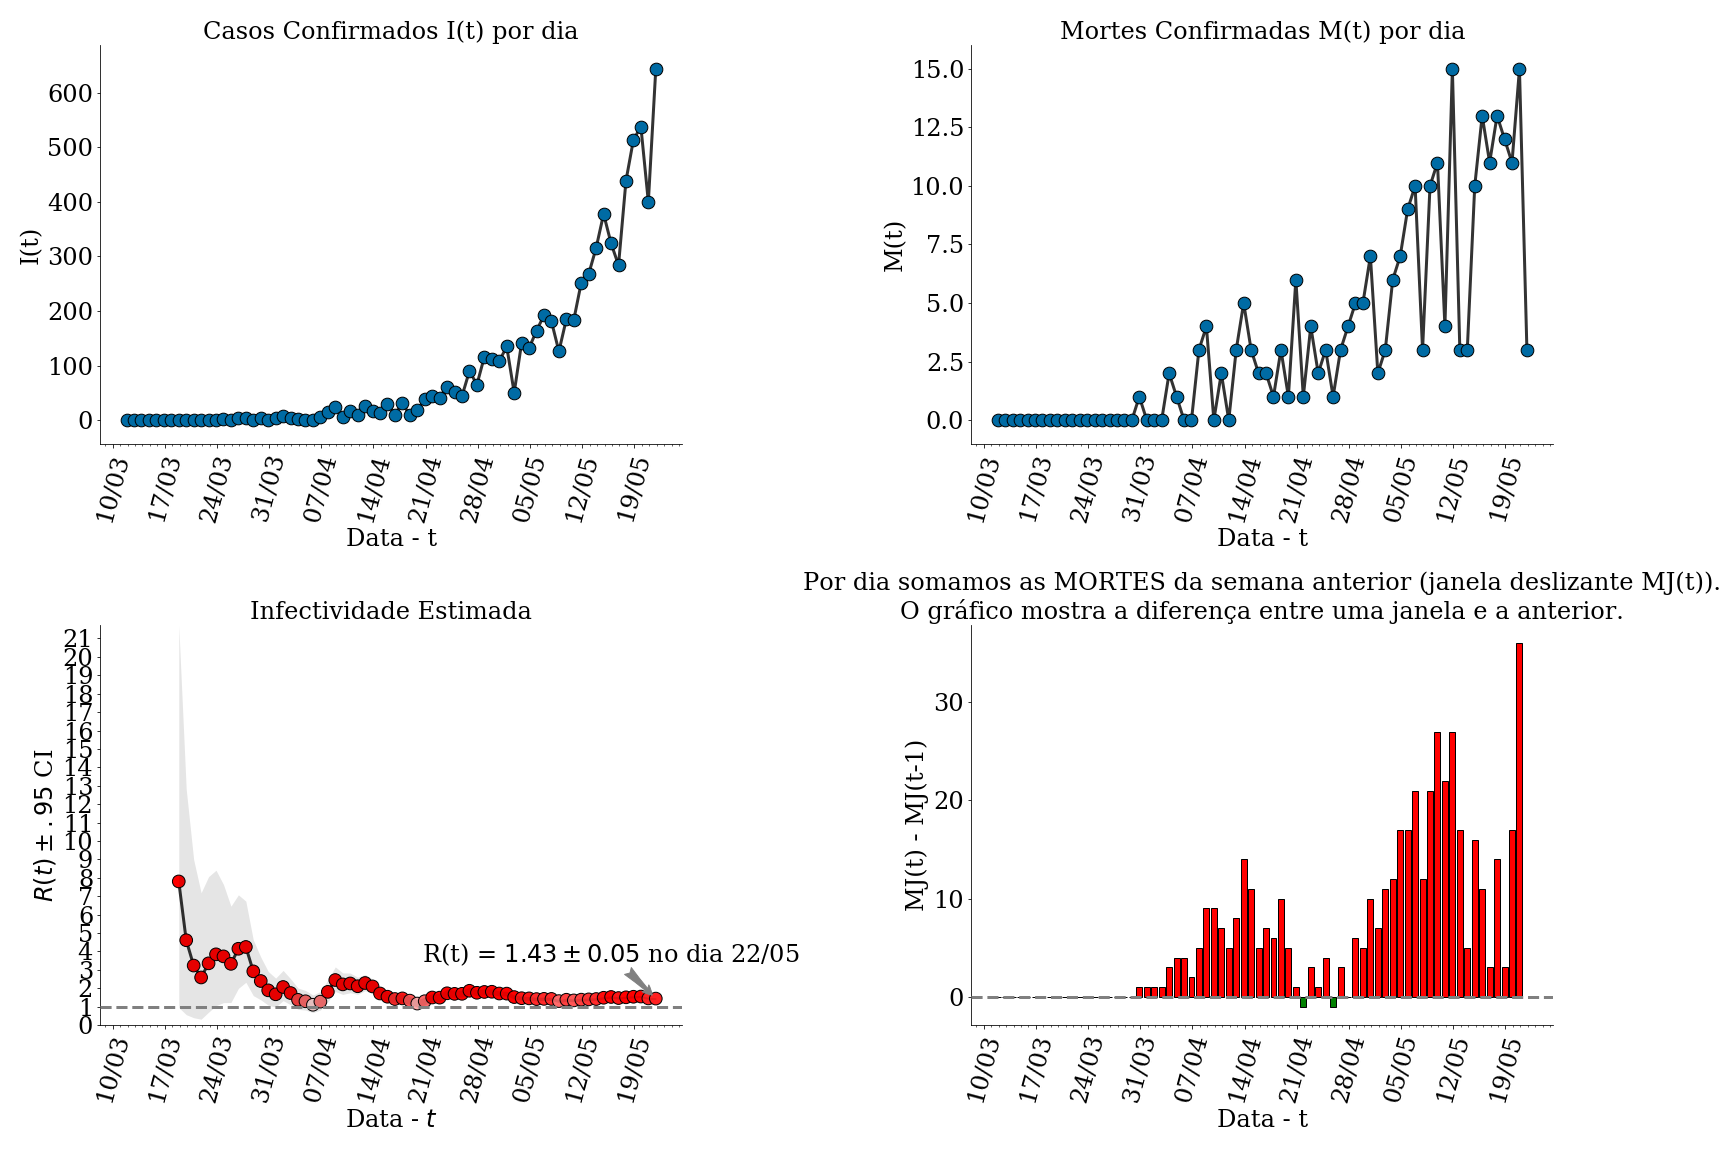 Casos Confirmados I(t) por dia
I(t)
600
500
400
300
200
100
0
10/03 17/03 24/03 31/03 07/04 14/04 21/04 28/04 05/05 12/05 19/05
Data - t
Mortes Confirmadas M(t) por dia
M(t)
15.0
12.5
10.0
7.5
5.0
2.5
0.0
10/03 17/03 24/03 31/03 07/04 14/04 21/04 28/04 05/05 12/05 19/05
Data - t
Infectividade Estimada
R(t) ± .95 CI
21
20
19
18
17
16
15
14
13
12
11
10
9
8
7
6
5
4
3
2
1
0
R(t) = 1.43 ± 0.05 no dia 22/05
10/03 17/03 24/03 31/03 07/04 14/04 21/04 28/04 05/05 12/05 19/05
Data - t
Por dia somamos as MORTES da semana anterior (janela deslizante MJ(t)).
O gráfico mostra a diferença entre uma janela e a anterior.
MJ(t) - MJ(t-1)
30
20
10
0
10/03 17/03 24/03 31/03 07/04 14/04 21/04 28/04 05/05 12/05 19/05
Data - t